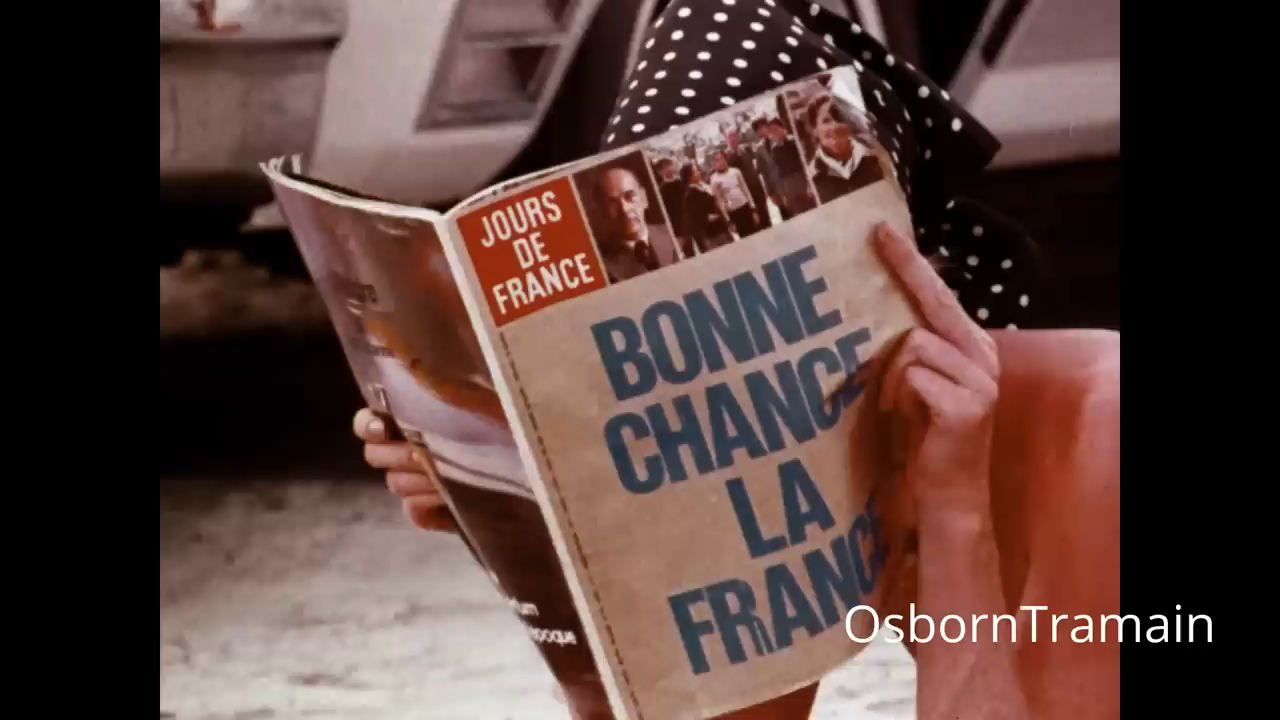 JOURS
DE
FRANCE
BONNE
CHANCE
LA
FRANCE
OsbornTramain